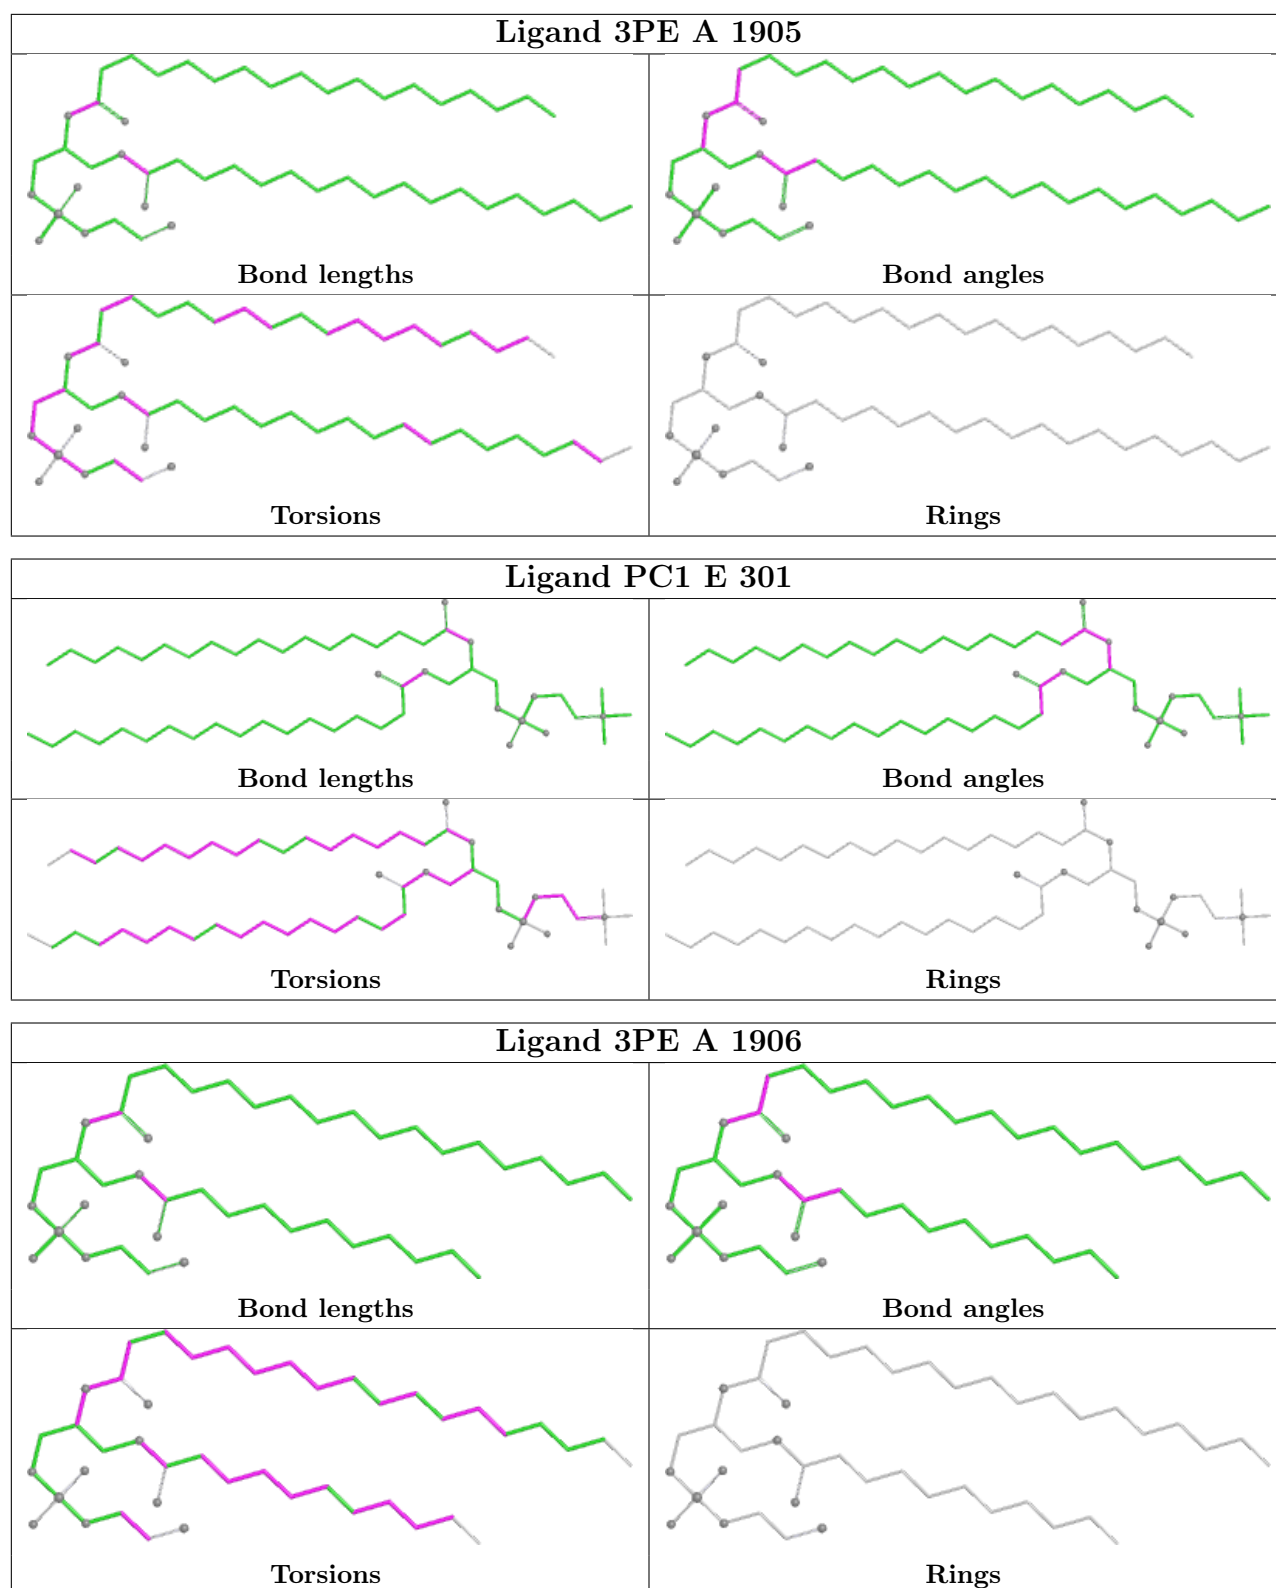 Ligand 3PE A 1905
Bond lengths
Bond angles
Torsions
Rings
Ligand PC1 E 301
Bond lengths
Bond angles
Torsions
Rings
Ligand 3PE A 1906
Bond lengths
Bond angles
Torsions
Rings